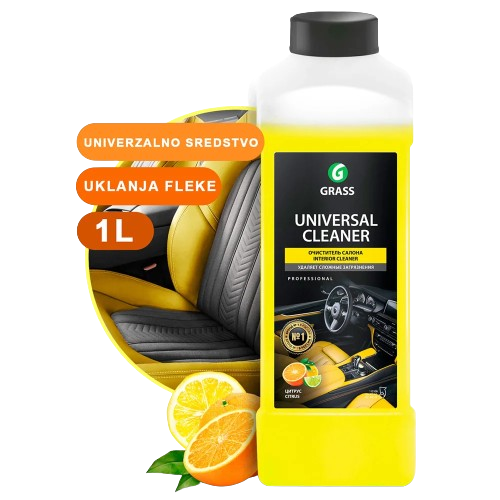 UNIVERZALNO SREDSTVO
UKLANJA FLEKE
1L
G
GRASS
UNIVERSAL
CLEANER
ОЧИСТИТЕЛЬ САЛОНА
INTERIOR CLEANER
УДАЛЯЕТ СЛОЖНЫЕ ЗАГРЯЗНЕНИЯ
PROFESSIONAL
№1
ЦИТРУС
CITRUS